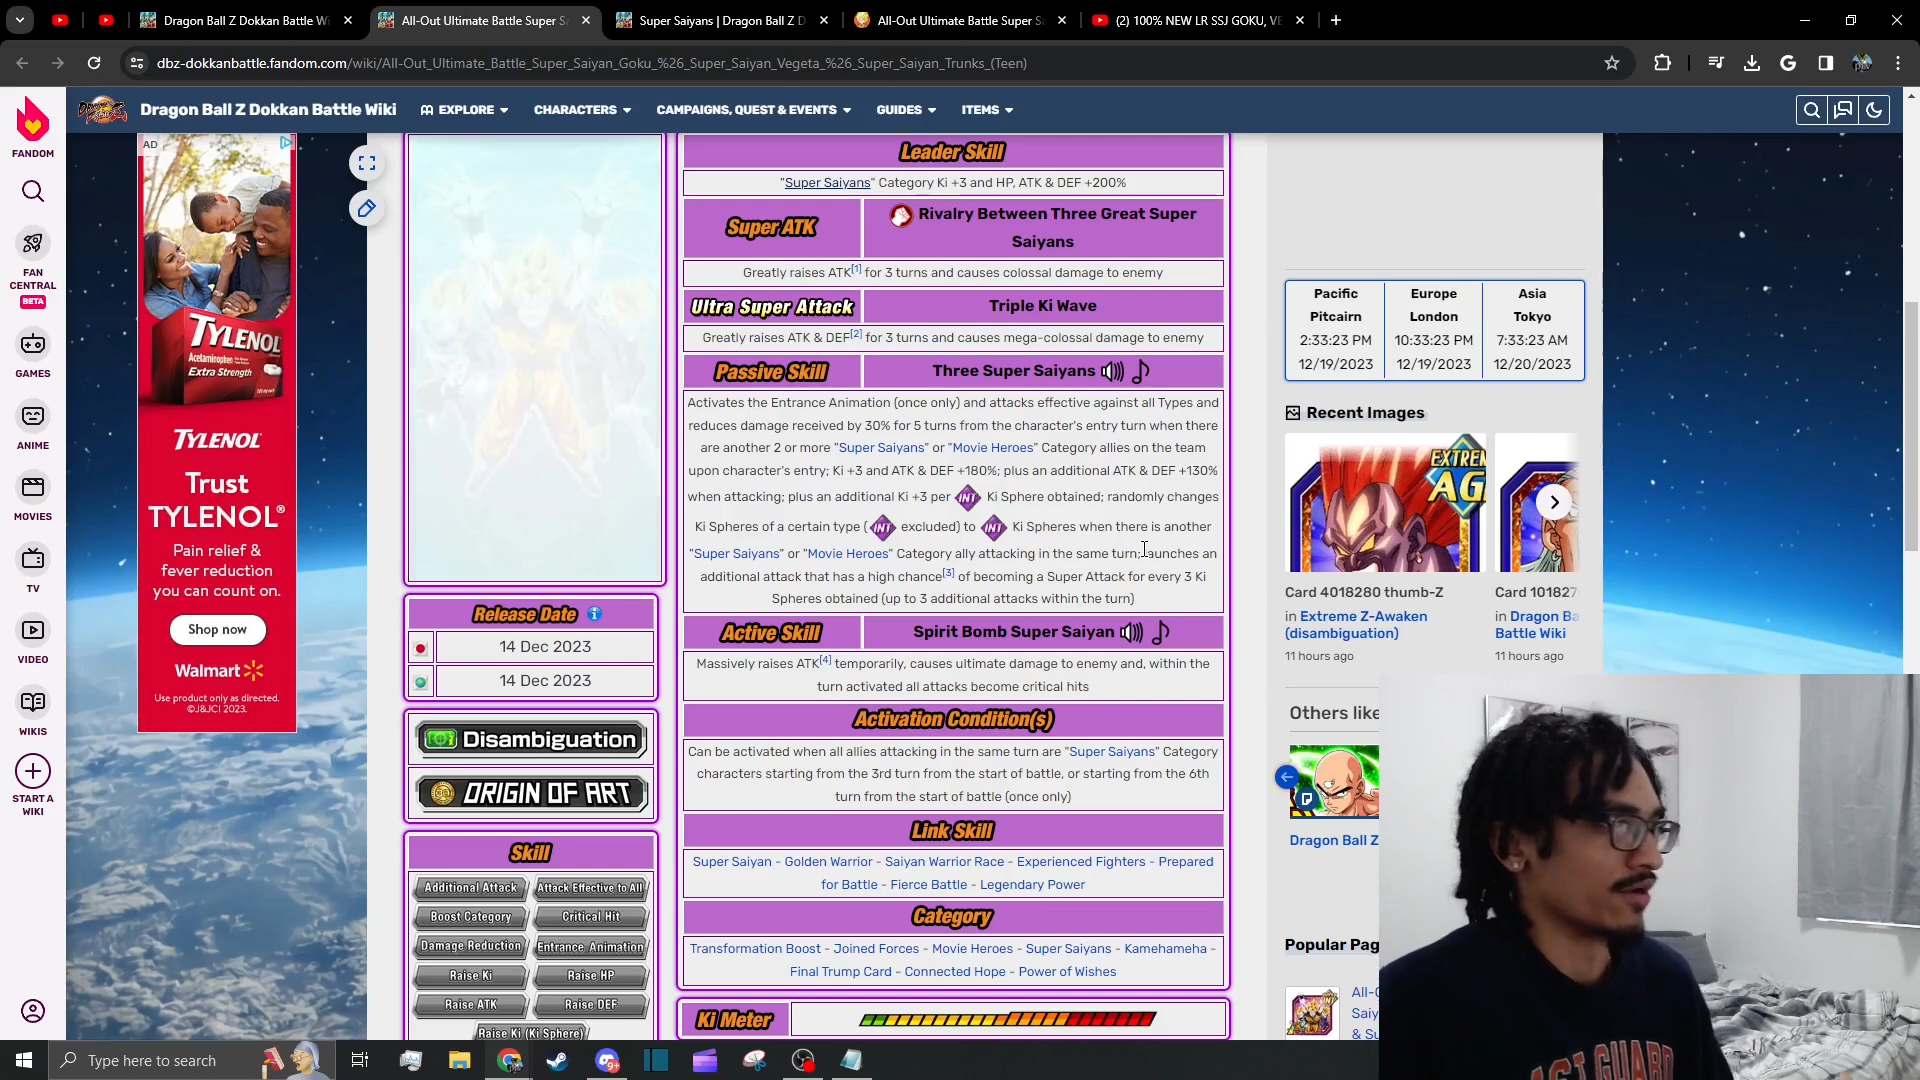 Dragon Ball Z Dokkan Battle Wi
All-Out Ultimate Battle Super S
Super Saiyans | Dragon Ball Z D
All-Out Ultimate Battle Super S
(2) 100% NEW LR SSJ GOKU, VE
dbz-dokkanbattle.fandom.com/wiki/All-Out_Ultimate_Battle_Super_Saiyan_Goku_%26_Super_Saiyan_Vegeta_%26_Super_Saiyan_Trunks_(Teen)
Dragon Ball Z Dokkan Battle Wiki
EXPLORE
CHARACTERS
CAMPAIGNS, QUEST & EVENTS
GUIDES
ITEMS
FANDOM
FAN
CENTRAL
BETA
GAMES
ANIME
MOVIES
TV
VIDEO
WIKIS
START A
WIKI
AD
TYLENOL
Acetaminophen
Extra Strength
TYLENOL
Trust
TYLENOL®
Pain relief &
fever reduction
you can count on.
Shop now
Walmart
Use product only as directed.
©J&JCI 2023.
Leader Skill
"Super Saiyans" Category Ki +3 and HP, ATK & DEF +200%
Super ATK
Rivalry Between Three Great Super
Saiyans
Greatly raises ATK[1] for 3 turns and causes colossal damage to enemy
Ultra Super Attack
Triple Ki Wave
Greatly raises ATK & DEF[2] for 3 turns and causes mega-colossal damage to enemy
Passive Skill
Three Super Saiyans
Activates the Entrance Animation (once only) and attacks effective against all Types and
reduces damage received by 30% for 5 turns from the character's entry turn when there
are another 2 or more "Super Saiyans" or "Movie Heroes" Category allies on the team
upon character's entry; Ki +3 and ATK & DEF +180%; plus an additional ATK & DEF +130%
when attacking; plus an additional Ki +3 per INT Ki Sphere obtained; randomly changes
Ki Spheres of a certain type (INT excluded) to INT Ki Spheres when there is another
"Super Saiyans" or "Movie Heroes" Category ally attacking in the same turn; launches an
additional attack that has a high chance[3] of becoming a Super Attack for every 3 Ki
Spheres obtained (up to 3 additional attacks within the turn)
Active Skill
Spirit Bomb Super Saiyan
Massively raises ATK[4] temporarily, causes ultimate damage to enemy and, within the
turn activated all attacks become critical hits
Activation Condition(s)
Can be activated when all allies attacking in the same turn are "Super Saiyans" Category
characters starting from the 3rd turn from the start of battle, or starting from the 6th
turn from the start of battle (once only)
Link Skill
Super Saiyan - Golden Warrior - Saiyan Warrior Race - Experienced Fighters - Prepared
for Battle - Fierce Battle - Legendary Power
Category
Transformation Boost - Joined Forces - Movie Heroes - Super Saiyans - Kamehameha -
Final Trump Card - Connected Hope - Power of Wishes
Ki Meter
Release Date
14 Dec 2023
14 Dec 2023
Disambiguation
ORIGIN OF ART
Skill
Additional Attack
Attack Effective to All
Boost Category
Critical Hit
Damage Reduction
Entrance Animation
Raise Ki
Raise HP
Raise ATK
Raise DEF
Raise Ki (Ki Sphere)
Pacific
Pitcairn
2:33:23 PM
12/19/2023
Europe
London
10:33:23 PM
12/19/2023
Asia
Tokyo
7:33:23 AM
12/20/2023
Recent Images
EXTREM
AG
Card 4018280 thumb-Z
in Extreme Z-Awaken
(disambiguation)
11 hours ago
Card 101827
in Dragon Ba
Battle Wiki
11 hours ago
Others like
Dragon Ball Z
Popular Pag
All-O
Saiy
& Su
INT
Type here to search
9+
AST GUARD